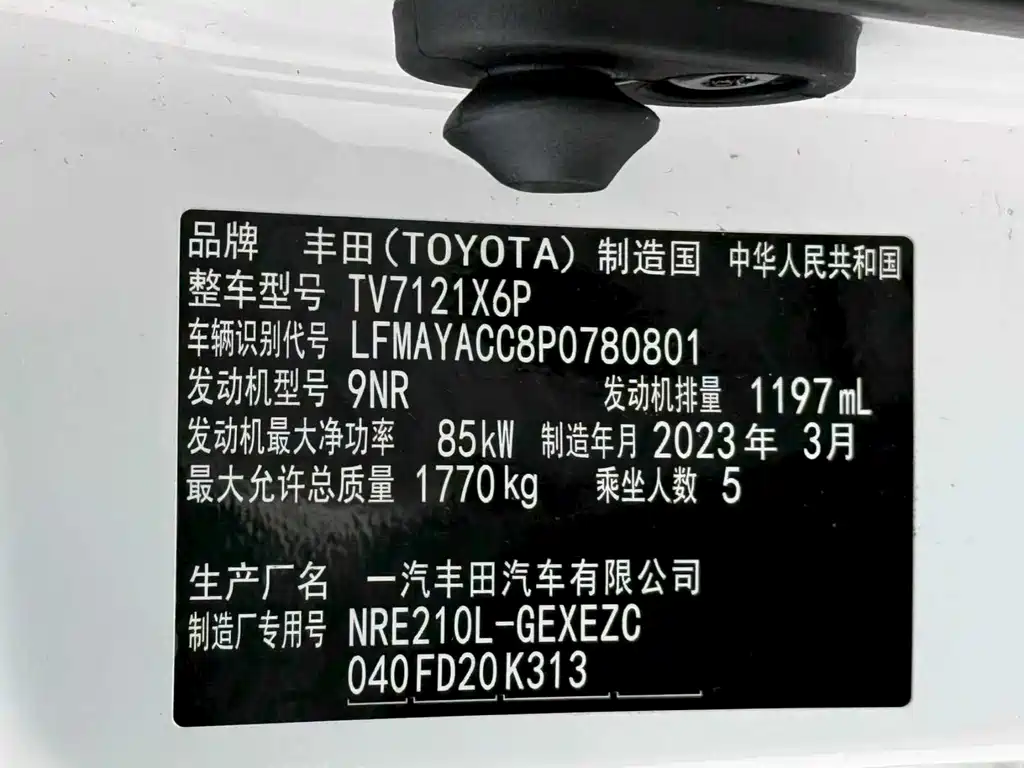 品牌 丰田(TOYOTA) 制造国 中华人民共和国
整车型号 TV7121X6P
车辆识别代号 LFMAYACC8P0780801
发动机型号 9NR 发动机排量 1197mL
发动机最大净功率 85kW 制造年月 2023年 3月
最大允许总质量 1770kg 乘坐人数 5
生产厂名 一汽丰田汽车有限公司
制造厂专用号 NRE210L-GEXEZC
040FD20K313